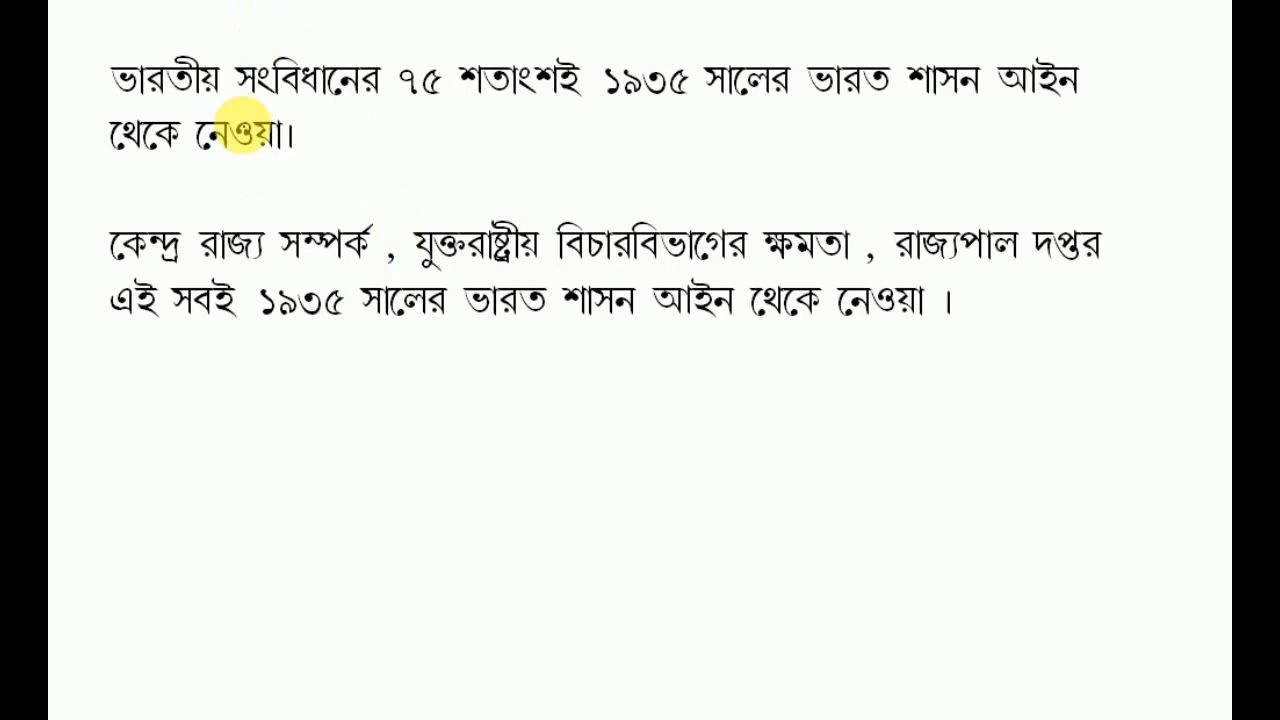 ভারতীয় সংবিধানের ৭৫ শতাংশই ১৯৩৫ সালের ভারত শাসন আইন
থেকে নেওয়া।
কেন্দ্র রাজ্য সম্পর্ক , যুক্তরাষ্ট্রীয় বিচারবিভাগের ক্ষমতা , রাজ্যপাল দপ্তর
এই সবই ১৯৩৫ সালের ভারত শাসন আইন থেকে নেওয়া ।